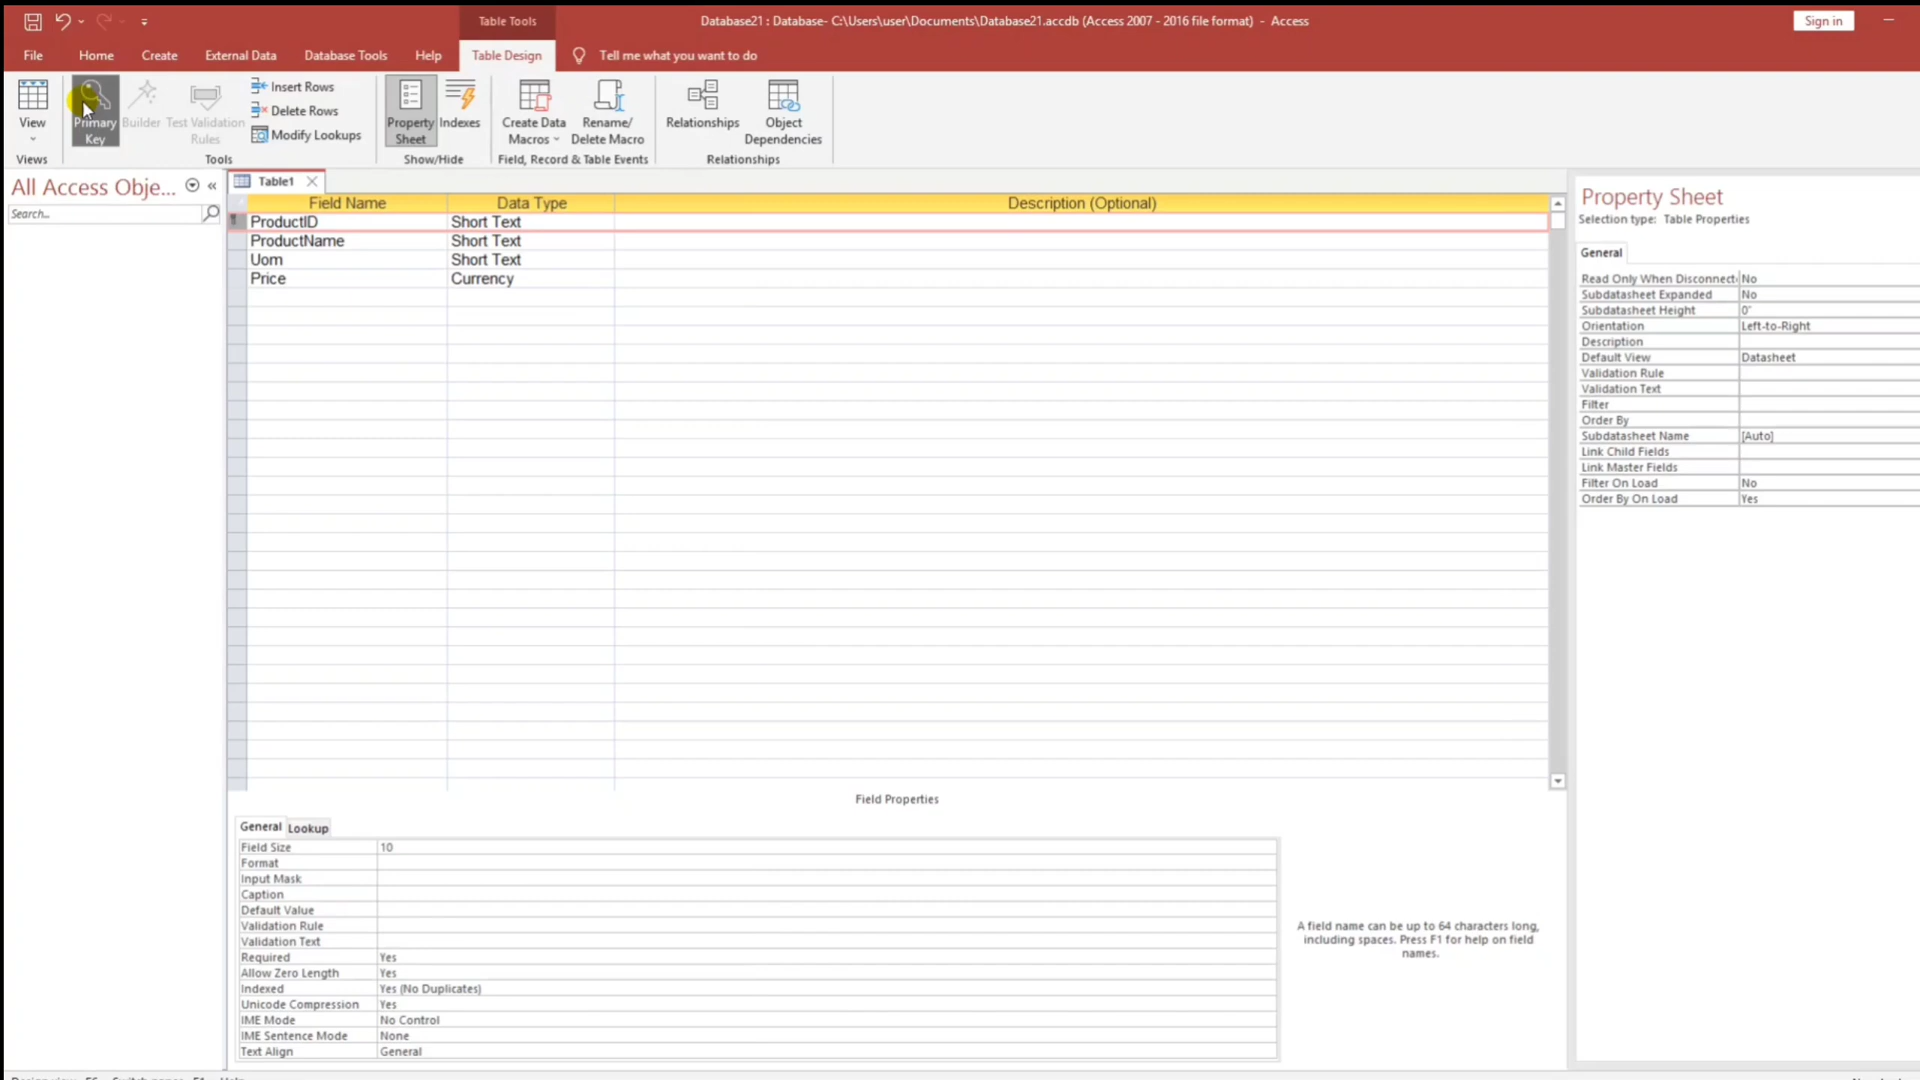 Table Tools
Database21 : Database- C:\Users\user\Documents\Database21.accdb (Access 2007 - 2016 file format) - Access
Sign in
File
Home
Create
External Data
Database Tools
Help
Table Design
Tell me what you want to do
View
Primary
Key
Builder
Test Validation
Rules
Insert Rows
Delete Rows
Modify Lookups
Property
Sheet
Indexes
Create Data
Macros
Rename/
Delete Macro
Relationships
Object
Dependencies
Views
Tools
Show/Hide
Field, Record & Table Events
Relationships
All Access Obje...
Search...
Table1
Field Name
Data Type
Description (Optional)
ProductID
Short Text
ProductName
Short Text
Uom
Short Text
Price
Currency
Property Sheet
Selection type: Table Properties
General
Read Only When Disconnect No
Subdatasheet Expanded No
Subdatasheet Height 0"
Orientation Left-to-Right
Description
Default View Datasheet
Validation Rule
Validation Text
Filter
Order By
Subdatasheet Name [Auto]
Link Child Fields
Link Master Fields
Filter On Load No
Order By On Load Yes
Field Properties
General Lookup
Field Size 10
Format
Input Mask
Caption
Default Value
Validation Rule
Validation Text
Required Yes
Allow Zero Length Yes
Indexed Yes (No Duplicates)
Unicode Compression Yes
IME Mode No Control
IME Sentence Mode None
Text Align General
A field name can be up to 64 characters long,
including spaces. Press F1 for help on field
names.